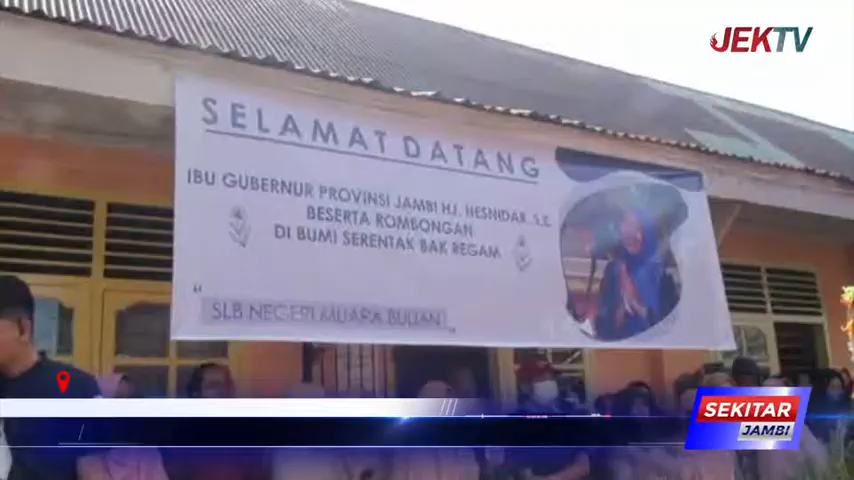 JEKTV
SELAMAT DATANG
IBU GUBERNUR PROVINSI JAMBI HJ. HESNIDAR, S.E
BESERTA ROMBONGAN
DI BUMI SERENTAK BAK REGAM
"
SLB NEGERI MUARA BULIAN
"
SEKITAR
JAMBI